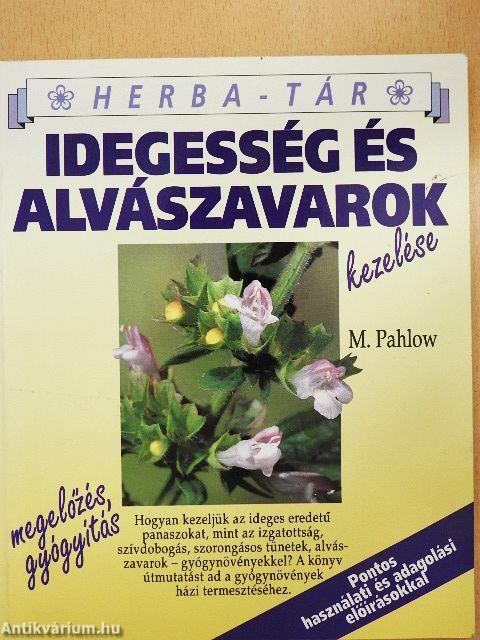 HERBA-TÁR
IDEGESSÉG ÉS
ALVÁSZAVAROK
kezelése
M. Pahlow
megelőzés,
gyógyítás
Hogyan kezeljük az ideges eredetű
panaszokat, mint az izgatottság,
szívdobogás, szorongásos tünetek, alvás-
zavarok – gyógynövényekkel? A könyv
útmutatást ad a gyógynövények
házi termesztéséhez.
Pontos
használati és adagolási
előírásokkal
Antikvárium.hu